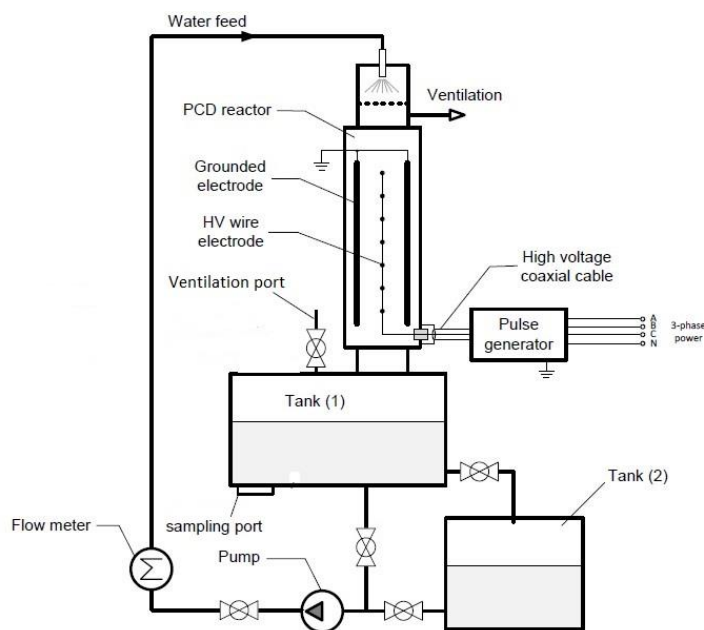 Water feed
Ventilation
PCD reactor
Grounded
electrode
HV wire
electrode
High voltage
coaxial cable
Ventilation port
Pulse
generator
A
B
C
N
3-phase
power
Tank (1)
Tank (2)
sampling port
Flow meter
Pump